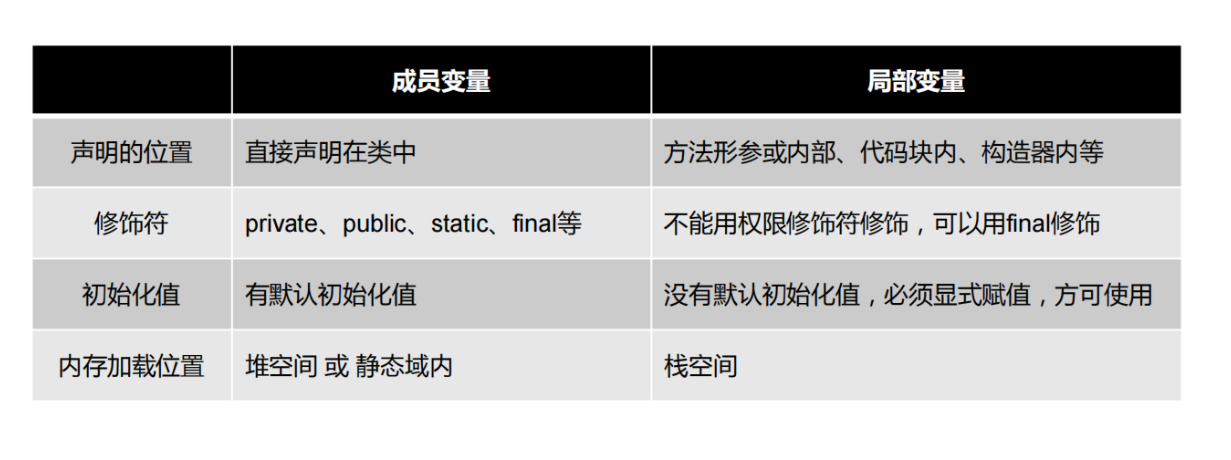 成员变量 局部变量
声明的位置 直接声明在类中 方法形参或内部、代码块内、构造器内等
修饰符 private、public、static、final等 不能用权限修饰符修饰，可以用final修饰
初始化值 有默认初始化值 没有默认初始化值，必须显式赋值，方可使用
内存加载位置 堆空间 或 静态域内 栈空间